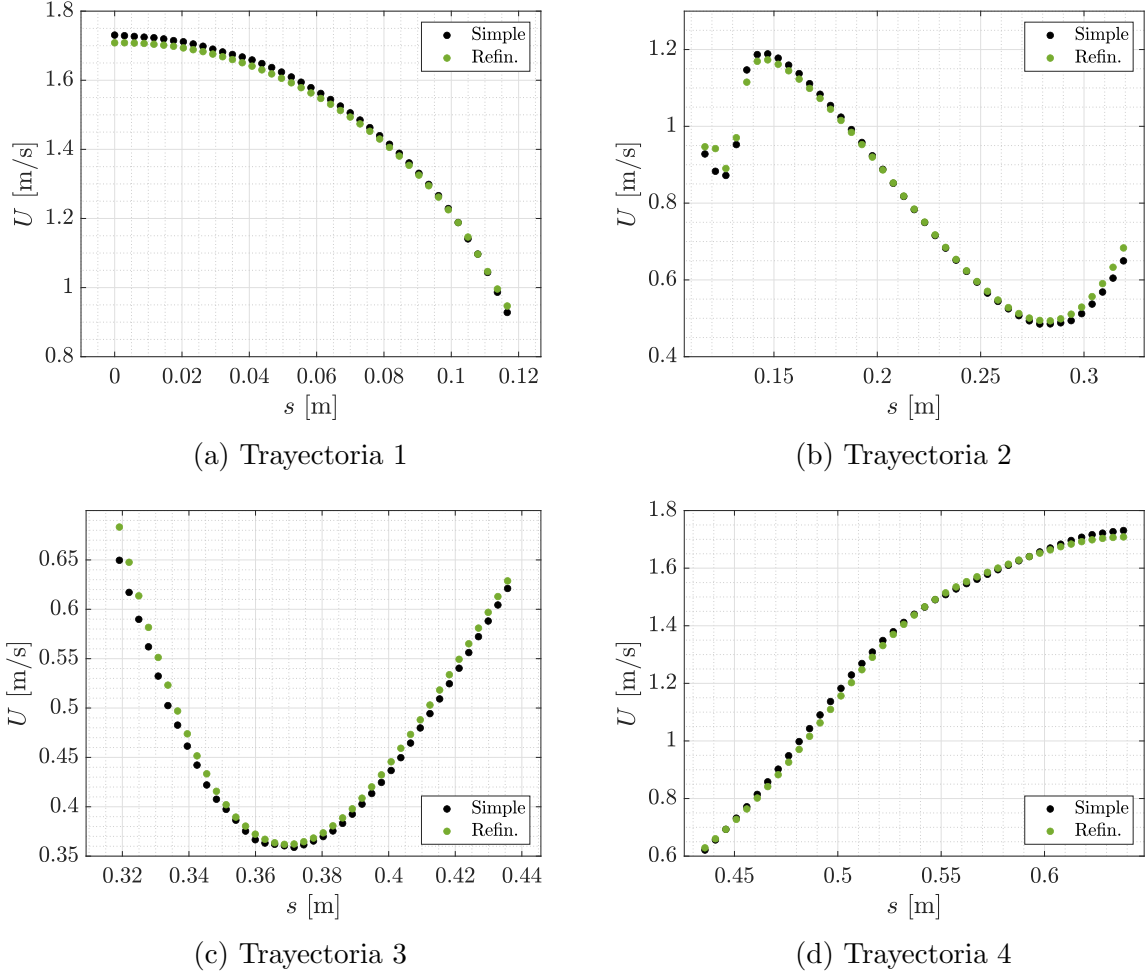 1.8
1.6
1.4
1.2
1
0.8
U [m/s]
0
0.02
0.04
0.06
0.08
0.1
0.12
s [m]
Simple
Refin.
(a) Trayectoria 1
1.2
1
0.8
0.6
0.4
U [m/s]
0.15
0.2
0.25
0.3
s [m]
Simple
Refin.
(b) Trayectoria 2
0.65
0.6
0.55
0.5
0.45
0.4
0.35
U [m/s]
0.32
0.34
0.36
0.38
0.4
0.42
0.44
s [m]
Simple
Refin.
(c) Trayectoria 3
1.8
1.6
1.4
1.2
1
0.8
0.6
U [m/s]
0.45
0.5
0.55
0.6
s [m]
Simple
Refin.
(d) Trayectoria 4